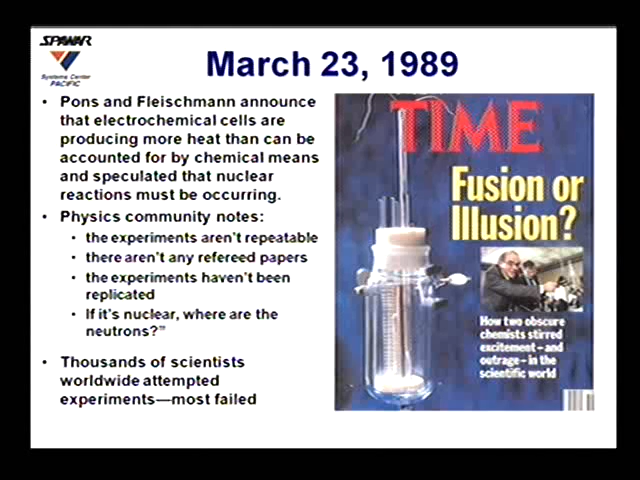 SPAWAR
Systems Center
PACIFIC
March 23, 1989
• Pons and Fleischmann announce
that electrochemical cells are
producing more heat than can be
accounted for by chemical means
and speculated that nuclear
reactions must be occurring.
• Physics community notes:
• the experiments aren't repeatable
• there aren't any refereed papers
• the experiments haven't been
replicated
• If it's nuclear, where are the
neutrons?"
• Thousands of scientists
worldwide attempted
experiments—most failed
TIME
Fusion or
Illusion?
How two obscure
chemists stirred
excitement–and
outrage–in the
scientific world